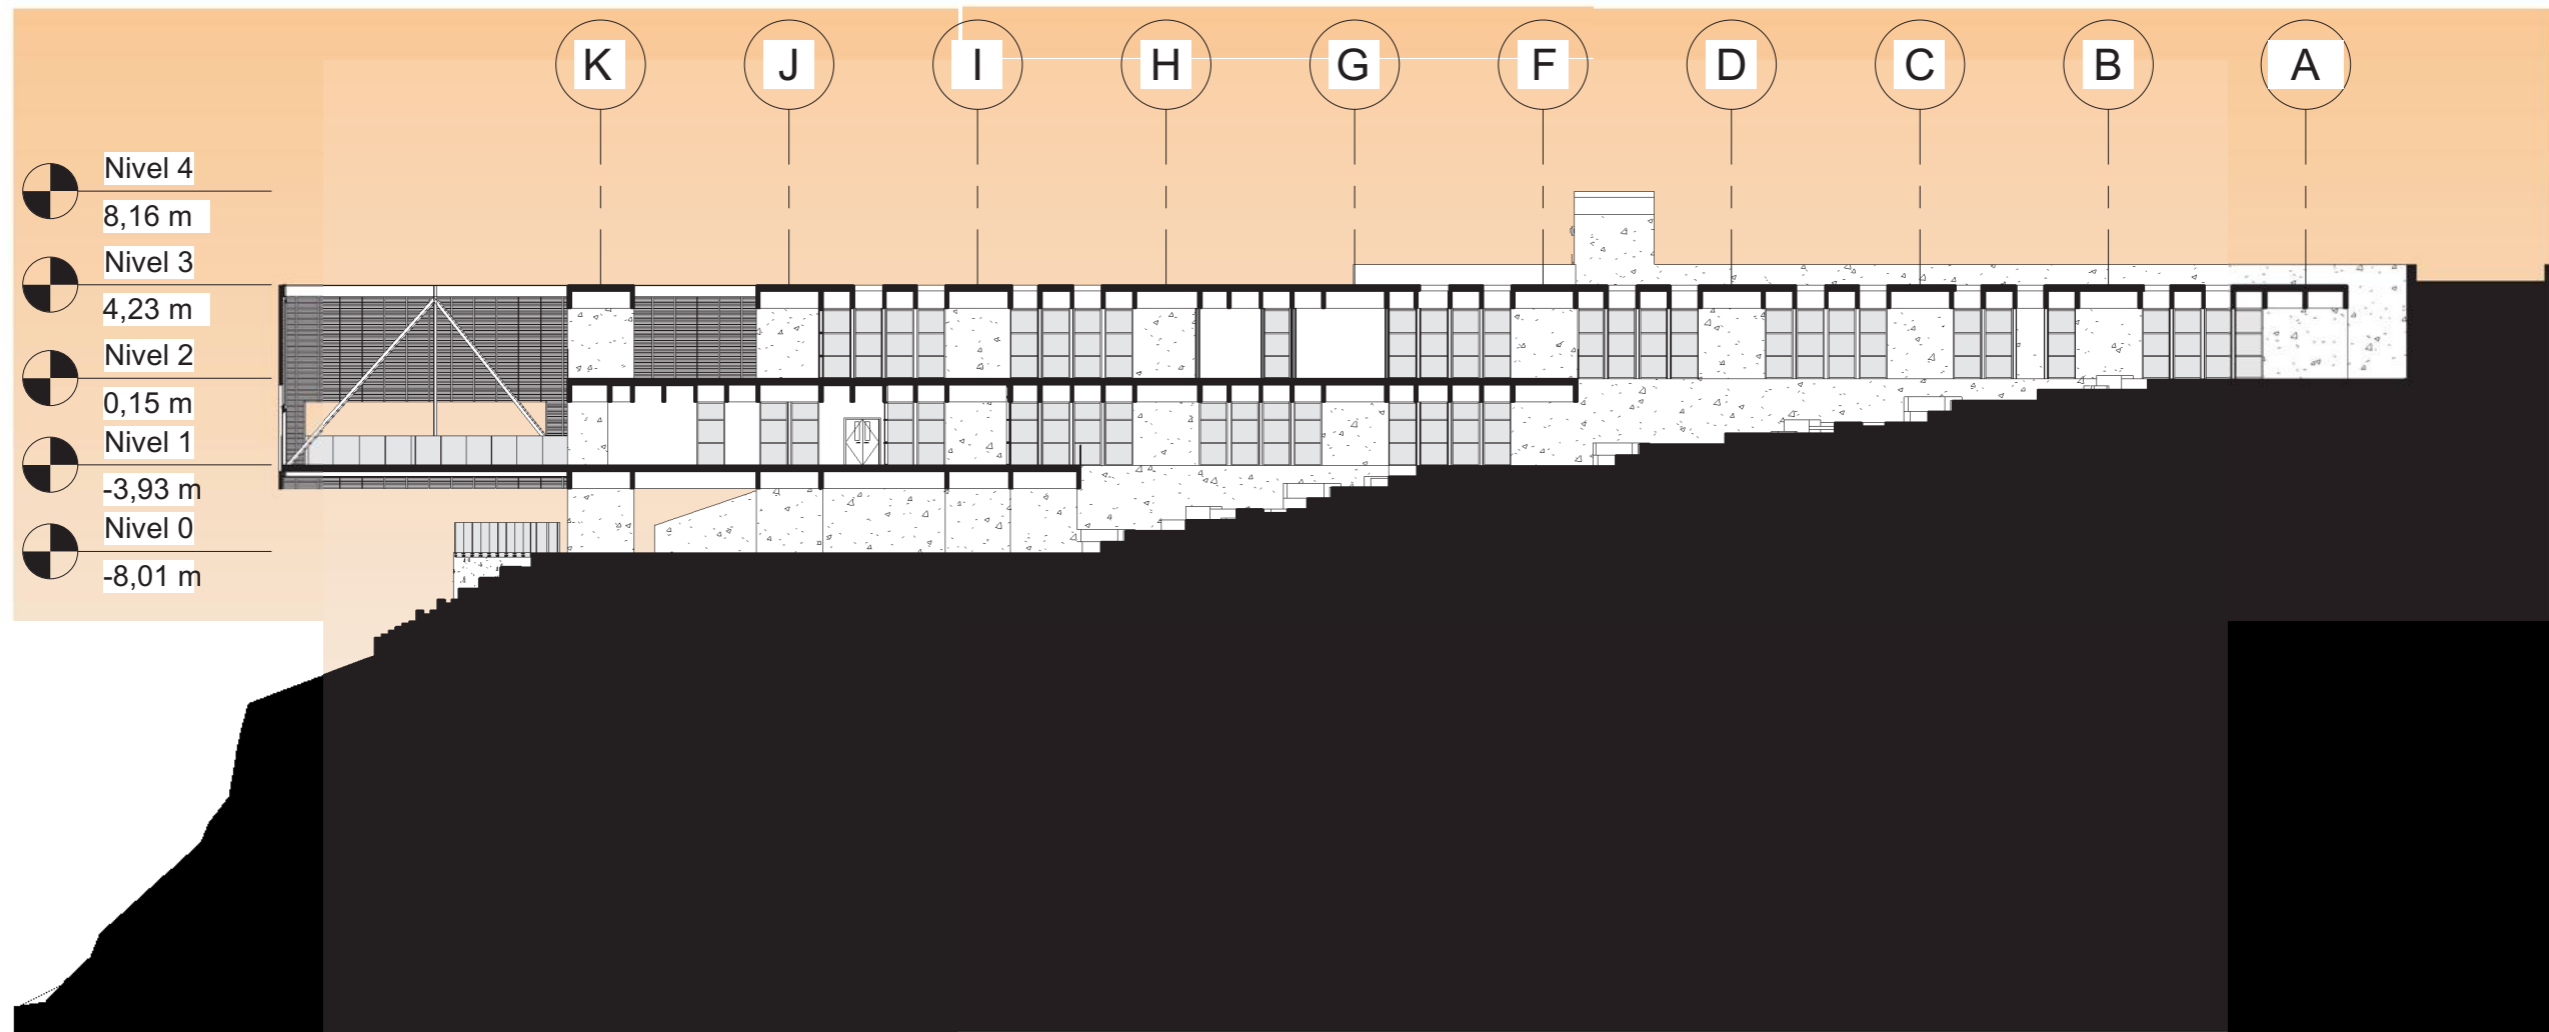 K J I H G F D C B A
Nivel 4
8,16 m
Nivel 3
4,23 m
Nivel 2
0,15 m
Nivel 1
-3,93 m
Nivel 0
-8,01 m